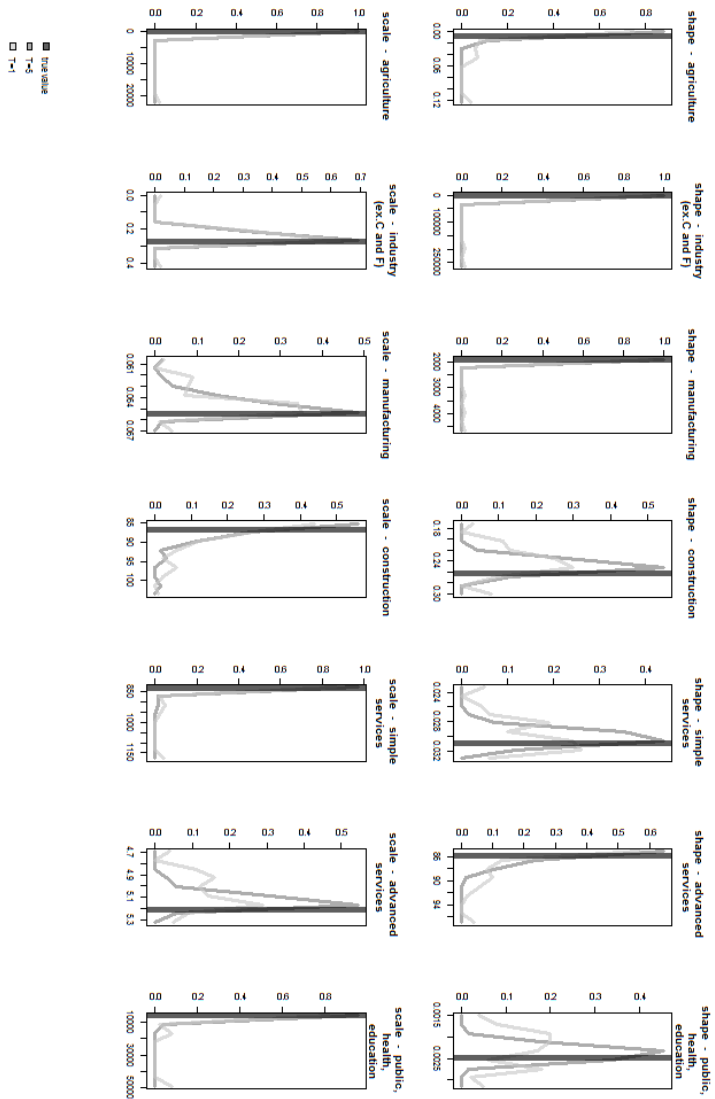 shape - agriculture
0.0 0.2 0.4 0.6 0.8
0.00 0.06 0.12
shape - industry
(ex.C and F)
0.0 0.2 0.4 0.6 0.8 1.0
0 100000 250000
shape - manufacturing
0.0 0.2 0.4 0.6 0.8 1.0
2000 3000 4000
shape - construction
0.0 0.1 0.2 0.3 0.4 0.5
0.18 0.24 0.30
shape - simple
services
0.0 0.1 0.2 0.3 0.4
0.024 0.028 0.032
shape - advanced
services
0.0 0.1 0.2 0.3 0.4 0.5 0.6
86 90 94
shape - public,
health,
education
0.0 0.1 0.2 0.3 0.4
0.0015 0.0025
scale - agriculture
0.0 0.2 0.4 0.6 0.8 1.0
0 10000 20000
scale - industry
(ex.C and F)
0.0 0.1 0.2 0.3 0.4 0.5 0.6 0.7
0.0 0.2 0.4
scale - manufacturing
0.0 0.1 0.2 0.3 0.4 0.5
0.061 0.064 0.067
scale - construction
0.0 0.1 0.2 0.3 0.4 0.5
85 90 95 100
scale - simple
services
0.0 0.2 0.4 0.6 0.8 1.0
850 1000 1150
scale - advanced
services
0.0 0.1 0.2 0.3 0.4 0.5
4.7 4.9 5.1 5.3
scale - public,
health,
education
0.0 0.2 0.4 0.6 0.8
10000 30000 50000
true value
T=5
T=1